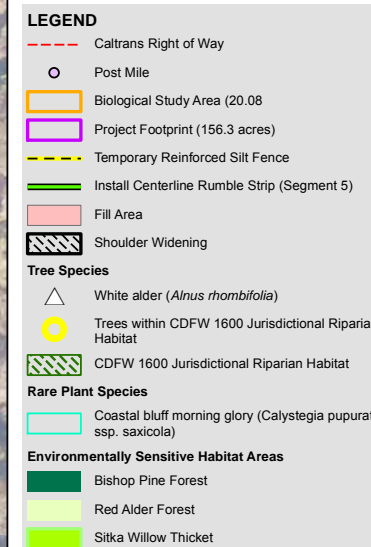 LEGEND
Caltrans Right of Way
Post Mile
Biological Study Area (20.08
Project Footprint (156.3 acres)
Temporary Reinforced Silt Fence
Install Centerline Rumble Strip (Segment 5)
Fill Area
Shoulder Widening
Tree Species
White alder (Alnus rhombifolia)
Trees within CDFW 1600 Jurisdictional Riparia
Habitat
CDFW 1600 Jurisdictional Riparian Habitat
Rare Plant Species
Coastal bluff morning glory (Calystegia pupurat
ssp. saxicola)
Environmentally Sensitive Habitat Areas
Bishop Pine Forest
Red Alder Forest
Sitka Willow Thicket